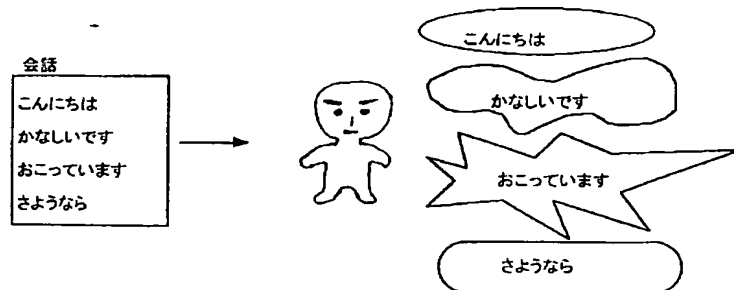 会話
こんにちは
かなしいです
おこっています
さようなら
こんにちは
かなしいです
おこっています
さようなら